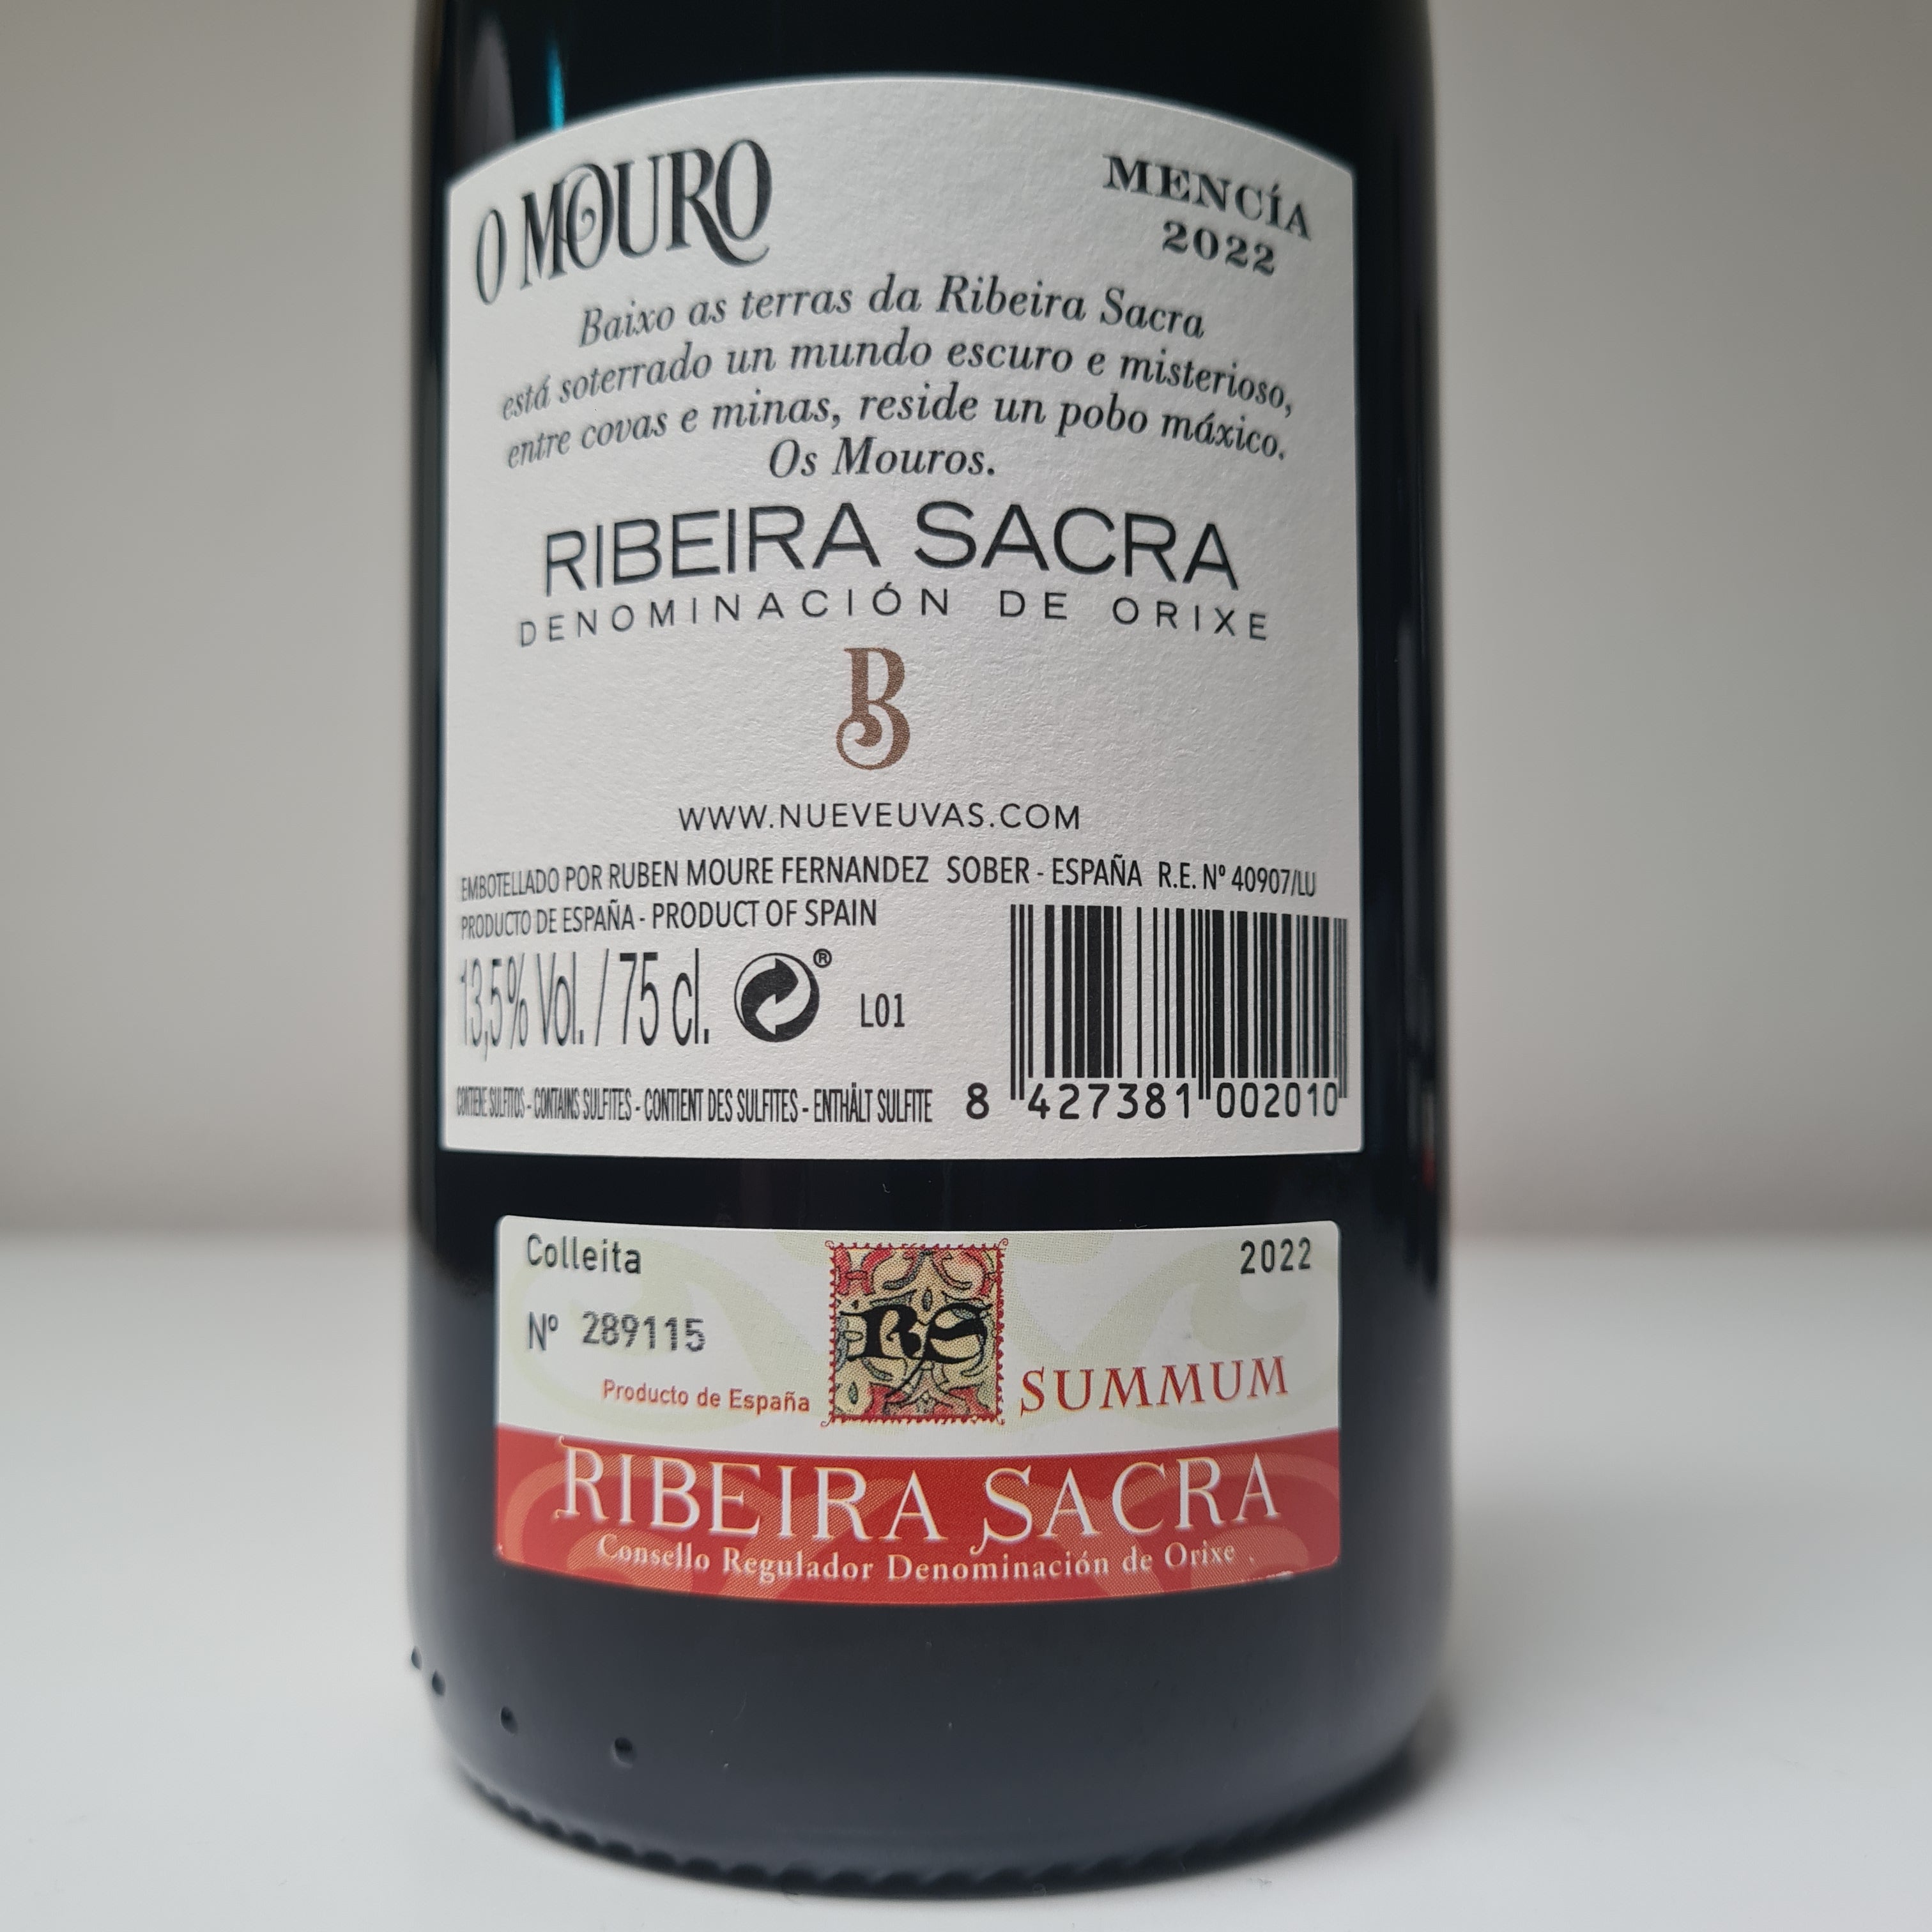 O MOURO
MENCÍA
2022
Baixo as terras da Ribeira Sacra
está soterrado un mundo escuro e misterioso,
entre covas e minas, reside un pobo máxico.
Os Mouros.
RIBEIRA SACRA
DENOMINACIÓN DE ORIXE
B
WWW.NUEVEUVAS.COM
EMBOTELLADO POR RUBEN MOURE FERNANDEZ SOBER - ESPAÑA R.E. Nº 40907/LU
PRODUCTO DE ESPAÑA - PRODUCT OF SPAIN
13,5% Vol. / 75 cl. ® L01
CONTIENE SULFITOS - CONTAINS SULFITES - CONTIENT DES SULFITES - ENTHÄLT SULFITE
8 427381 002010
Colleita
2022
Nº 289115
RS
Producto de España
SUMMUM
RIBEIRA SACRA
Consello Regulador Denominación de Orixe